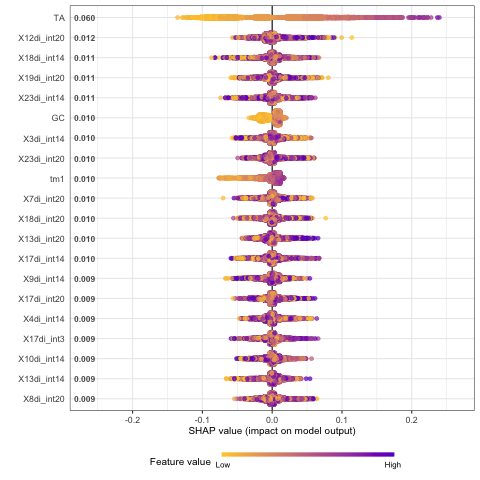 TA 0.060
X12di_int20 0.012
X18di_int14 0.011
X19di_int20 0.011
X23di_int14 0.011
GC 0.010
X3di_int14 0.010
X23di_int20 0.010
tm1 0.010
X7di_int20 0.010
X18di_int20 0.010
X13di_int20 0.010
X17di_int14 0.010
X9di_int14 0.009
X17di_int20 0.009
X4di_int14 0.009
X17di_int3 0.009
X10di_int14 0.009
X13di_int14 0.009
X8di_int20 0.009
-0.2 -0.1 0.0 0.1 0.2
SHAP value (impact on model output)
Feature value Low High